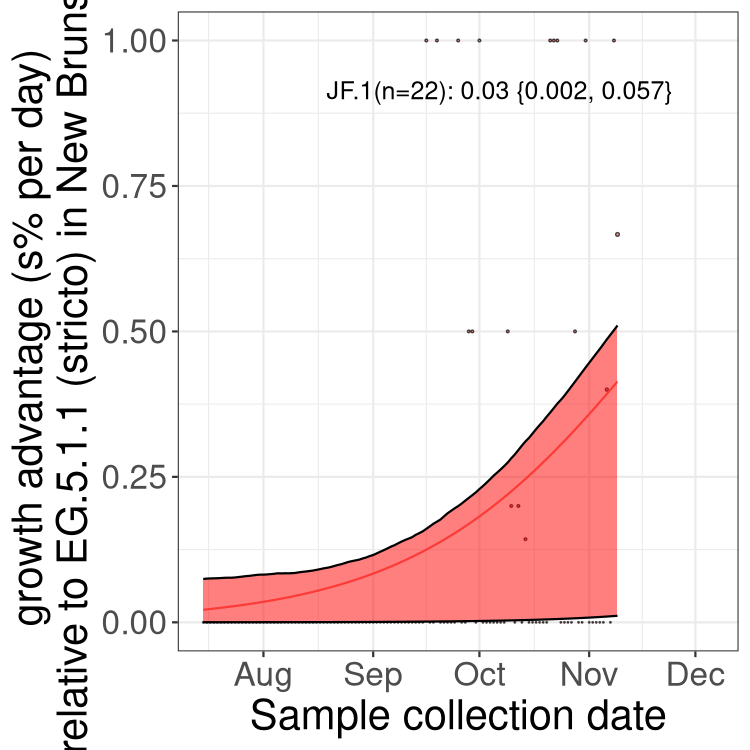 growth advantage (s% per day)
relative to EG.5.1.1 (stricto) in New Bruns
1.00
0.75
0.50
0.25
0.00
JF.1(n=22): 0.03 {0.002, 0.057}
Aug Sep Oct Nov Dec
Sample collection date